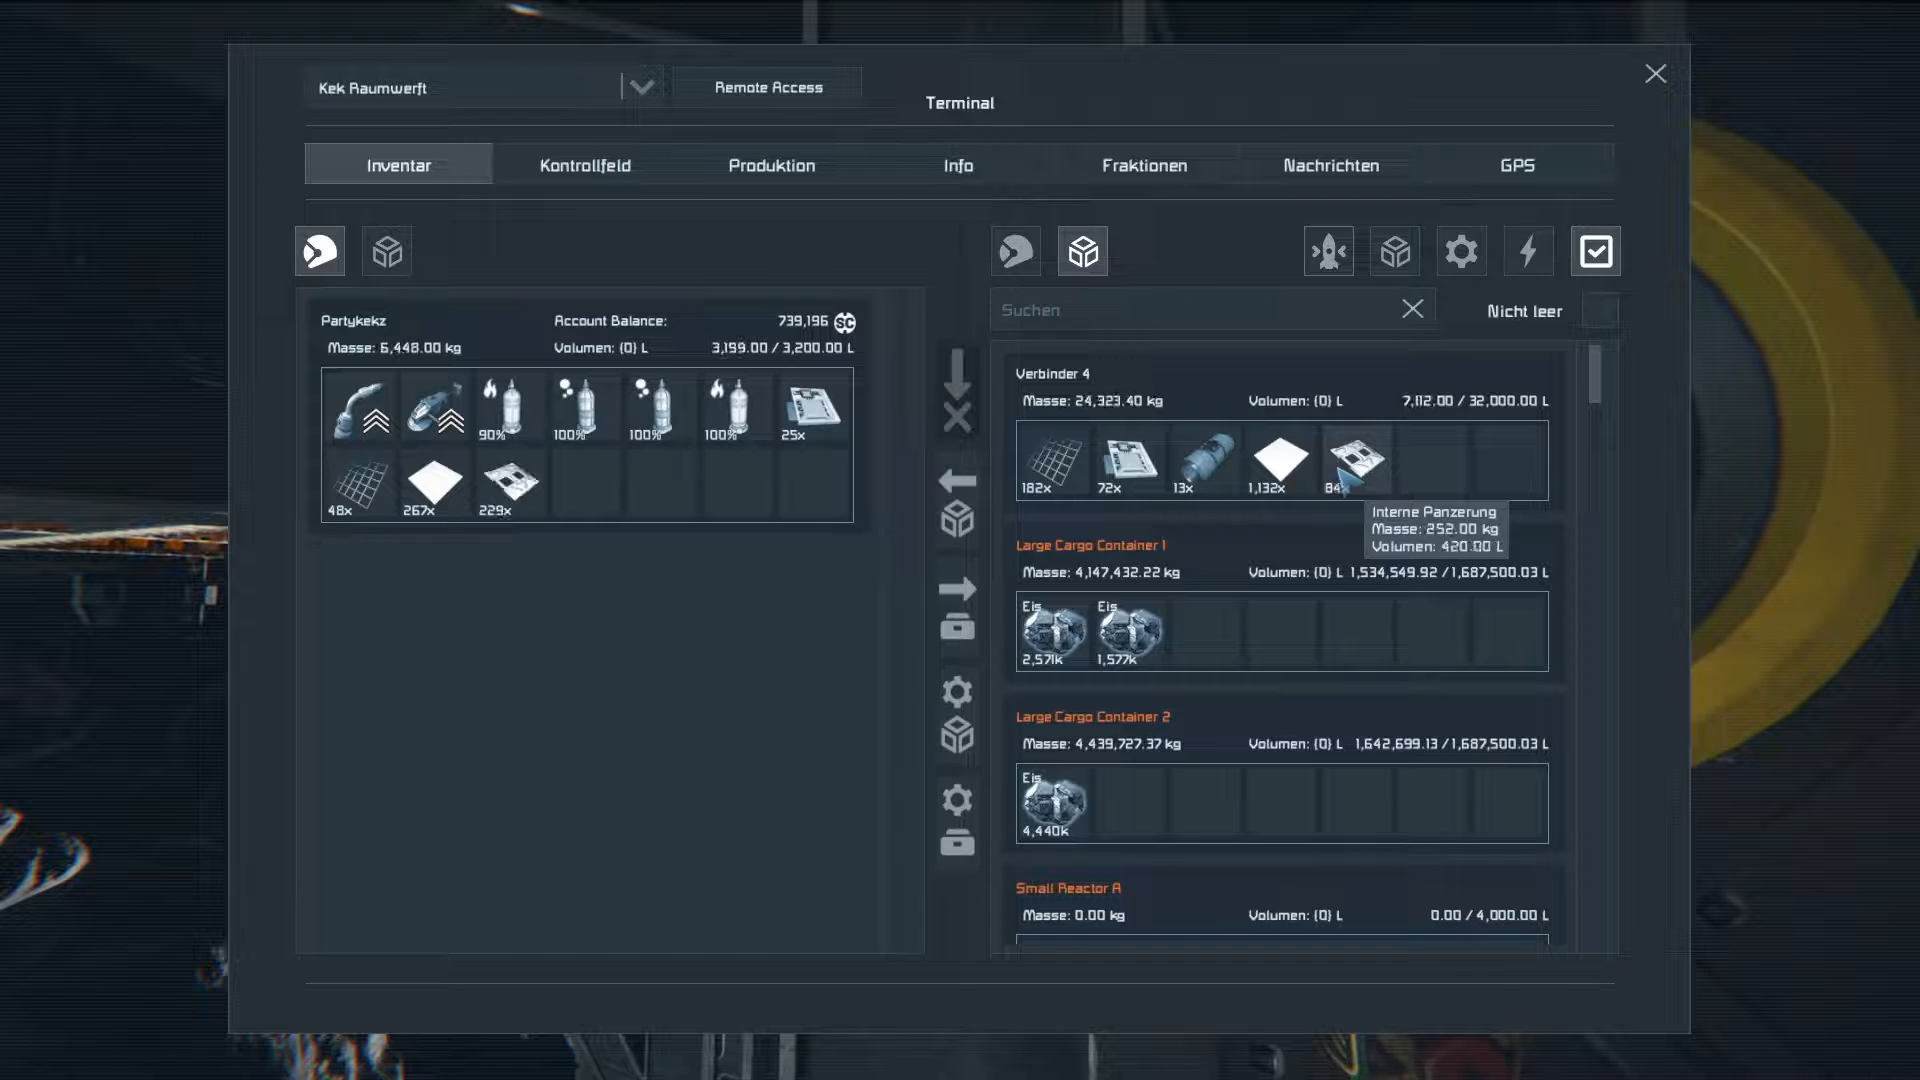 Kek Raumwerft
Remote Access
Terminal
Inventar
Kontrollfeld
Produktion
Info
Fraktionen
Nachrichten
GPS
Partykekz
Account Balance:
739,196 SC
Masse: 6,448.00 kg
Volumen: (0) L
3,199.00 / 3,200.00 L
90%
100%
100%
100%
25x
48x
267x
229x
Suchen
Nicht leer
Verbinder 4
Masse: 24,323.40 kg
Volumen: (0) L
7,112.00 / 32,000.00 L
182x
72x
13x
1,132x
84x
Interne Panzerung
Masse: 252.00 kg
Volumen: 420.00 L
Large Cargo Container 1
Masse: 4,147,432.22 kg
Volumen: (0) L
1,534,549.92 / 1,687,500.03 L
Eis
Eis
2,571k
1,577k
Large Cargo Container 2
Masse: 4,439,727.37 kg
Volumen: (0) L
1,642,699.13 / 1,687,500.03 L
Eis
4,440k
Small Reactor A
Masse: 0.00 kg
Volumen: (0) L
0.00 / 4,000.00 L